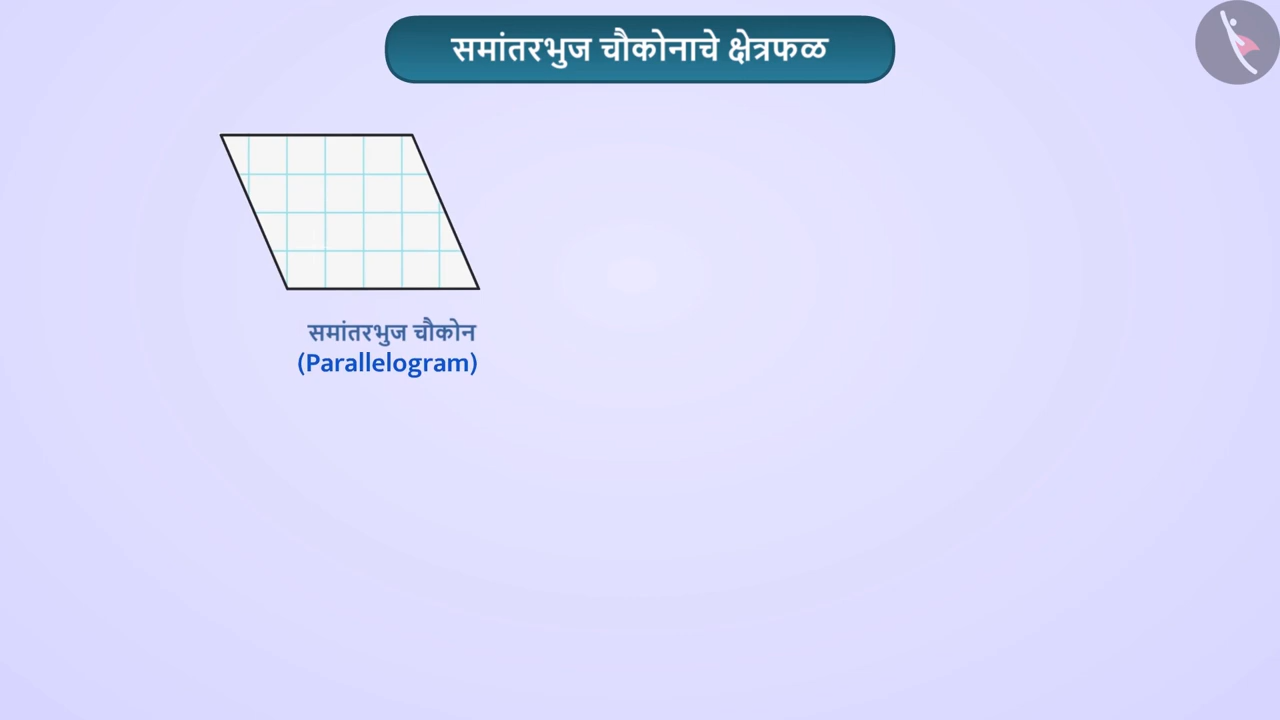 समांतरभुज चौकोनाचे क्षेत्रफळ
समांतरभुज चौकोन
(Parallelogram)